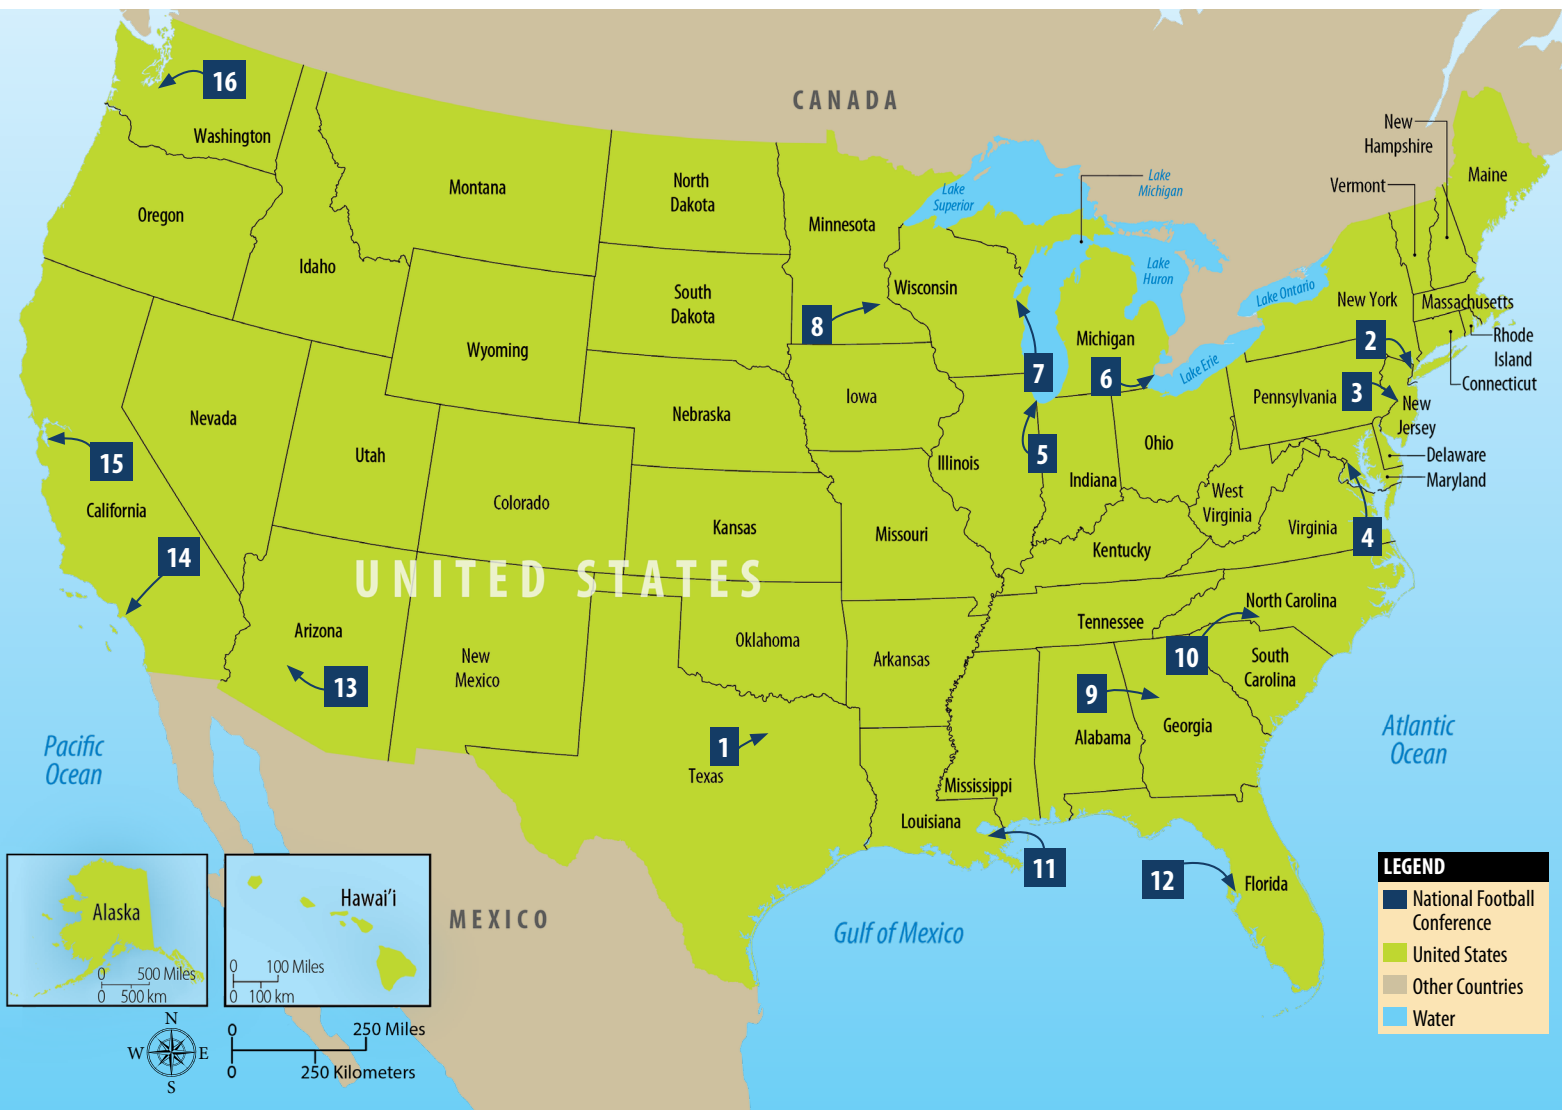 CANADA
16
Washington
Montana
North
Dakota
Minnesota
Lake
Superior
Lake
Michigan
New
Hampshire
Vermont
Maine
Oregon
Idaho
South
Dakota
Wisconsin
Lake
Huron
Lake Ontario
New York
Massachusetts
8
Wyoming
Michigan
2
Rhode
Island
Connecticut
7
6
Lake Erie
Pennsylvania
3
New
Jersey
Nevada
Nebraska
Iowa
Utah
15
California
Colorado
Illinois
5
Indiana
Ohio
Delaware
Maryland
West
Virginia
Virginia
4
Kansas
Missouri
Kentucky
14
UNITED STATES
Arizona
New
Mexico
Oklahoma
Arkansas
Tennessee
North Carolina
10
South
Carolina
13
9
Georgia
Alabama
1
Texas
Mississippi
Louisiana
11
12
Florida
Pacific
Ocean
Atlantic
Ocean
MEXICO
Gulf of Mexico
Alaska
0 500 Miles
0 500 km
Hawai’i
0 100 Miles
0 100 km
N
W E
S
0 250 Miles
0 250 Kilometers
LEGEND
National Football
Conference
United States
Other Countries
Water